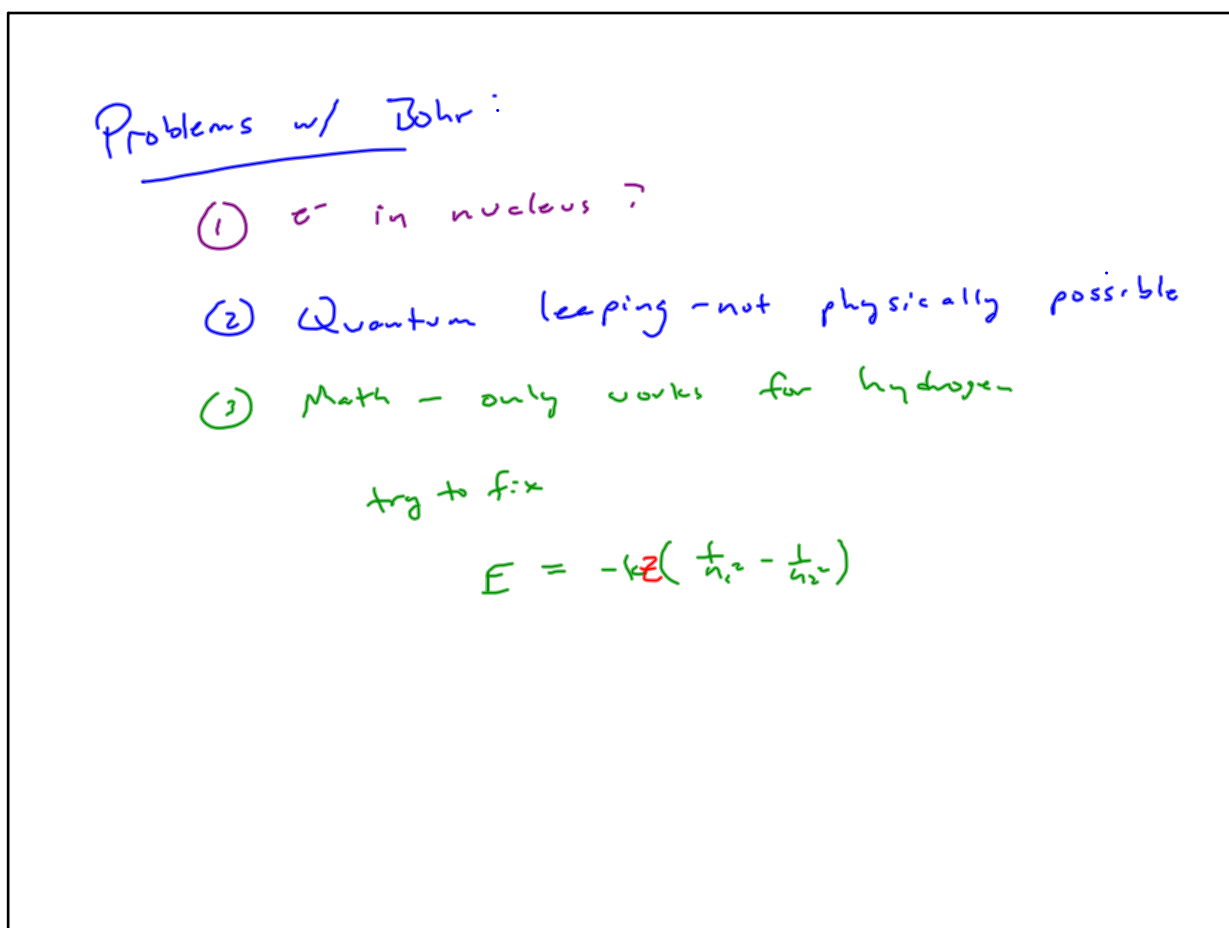 Problems w/ Bohr :
① e⁻ in nucleus ?
② Quantum leaping - not physically possible
③ Math - only works for hydrogen
try to fix
E = -kZ( 1/n₁² - 1/n₂² )